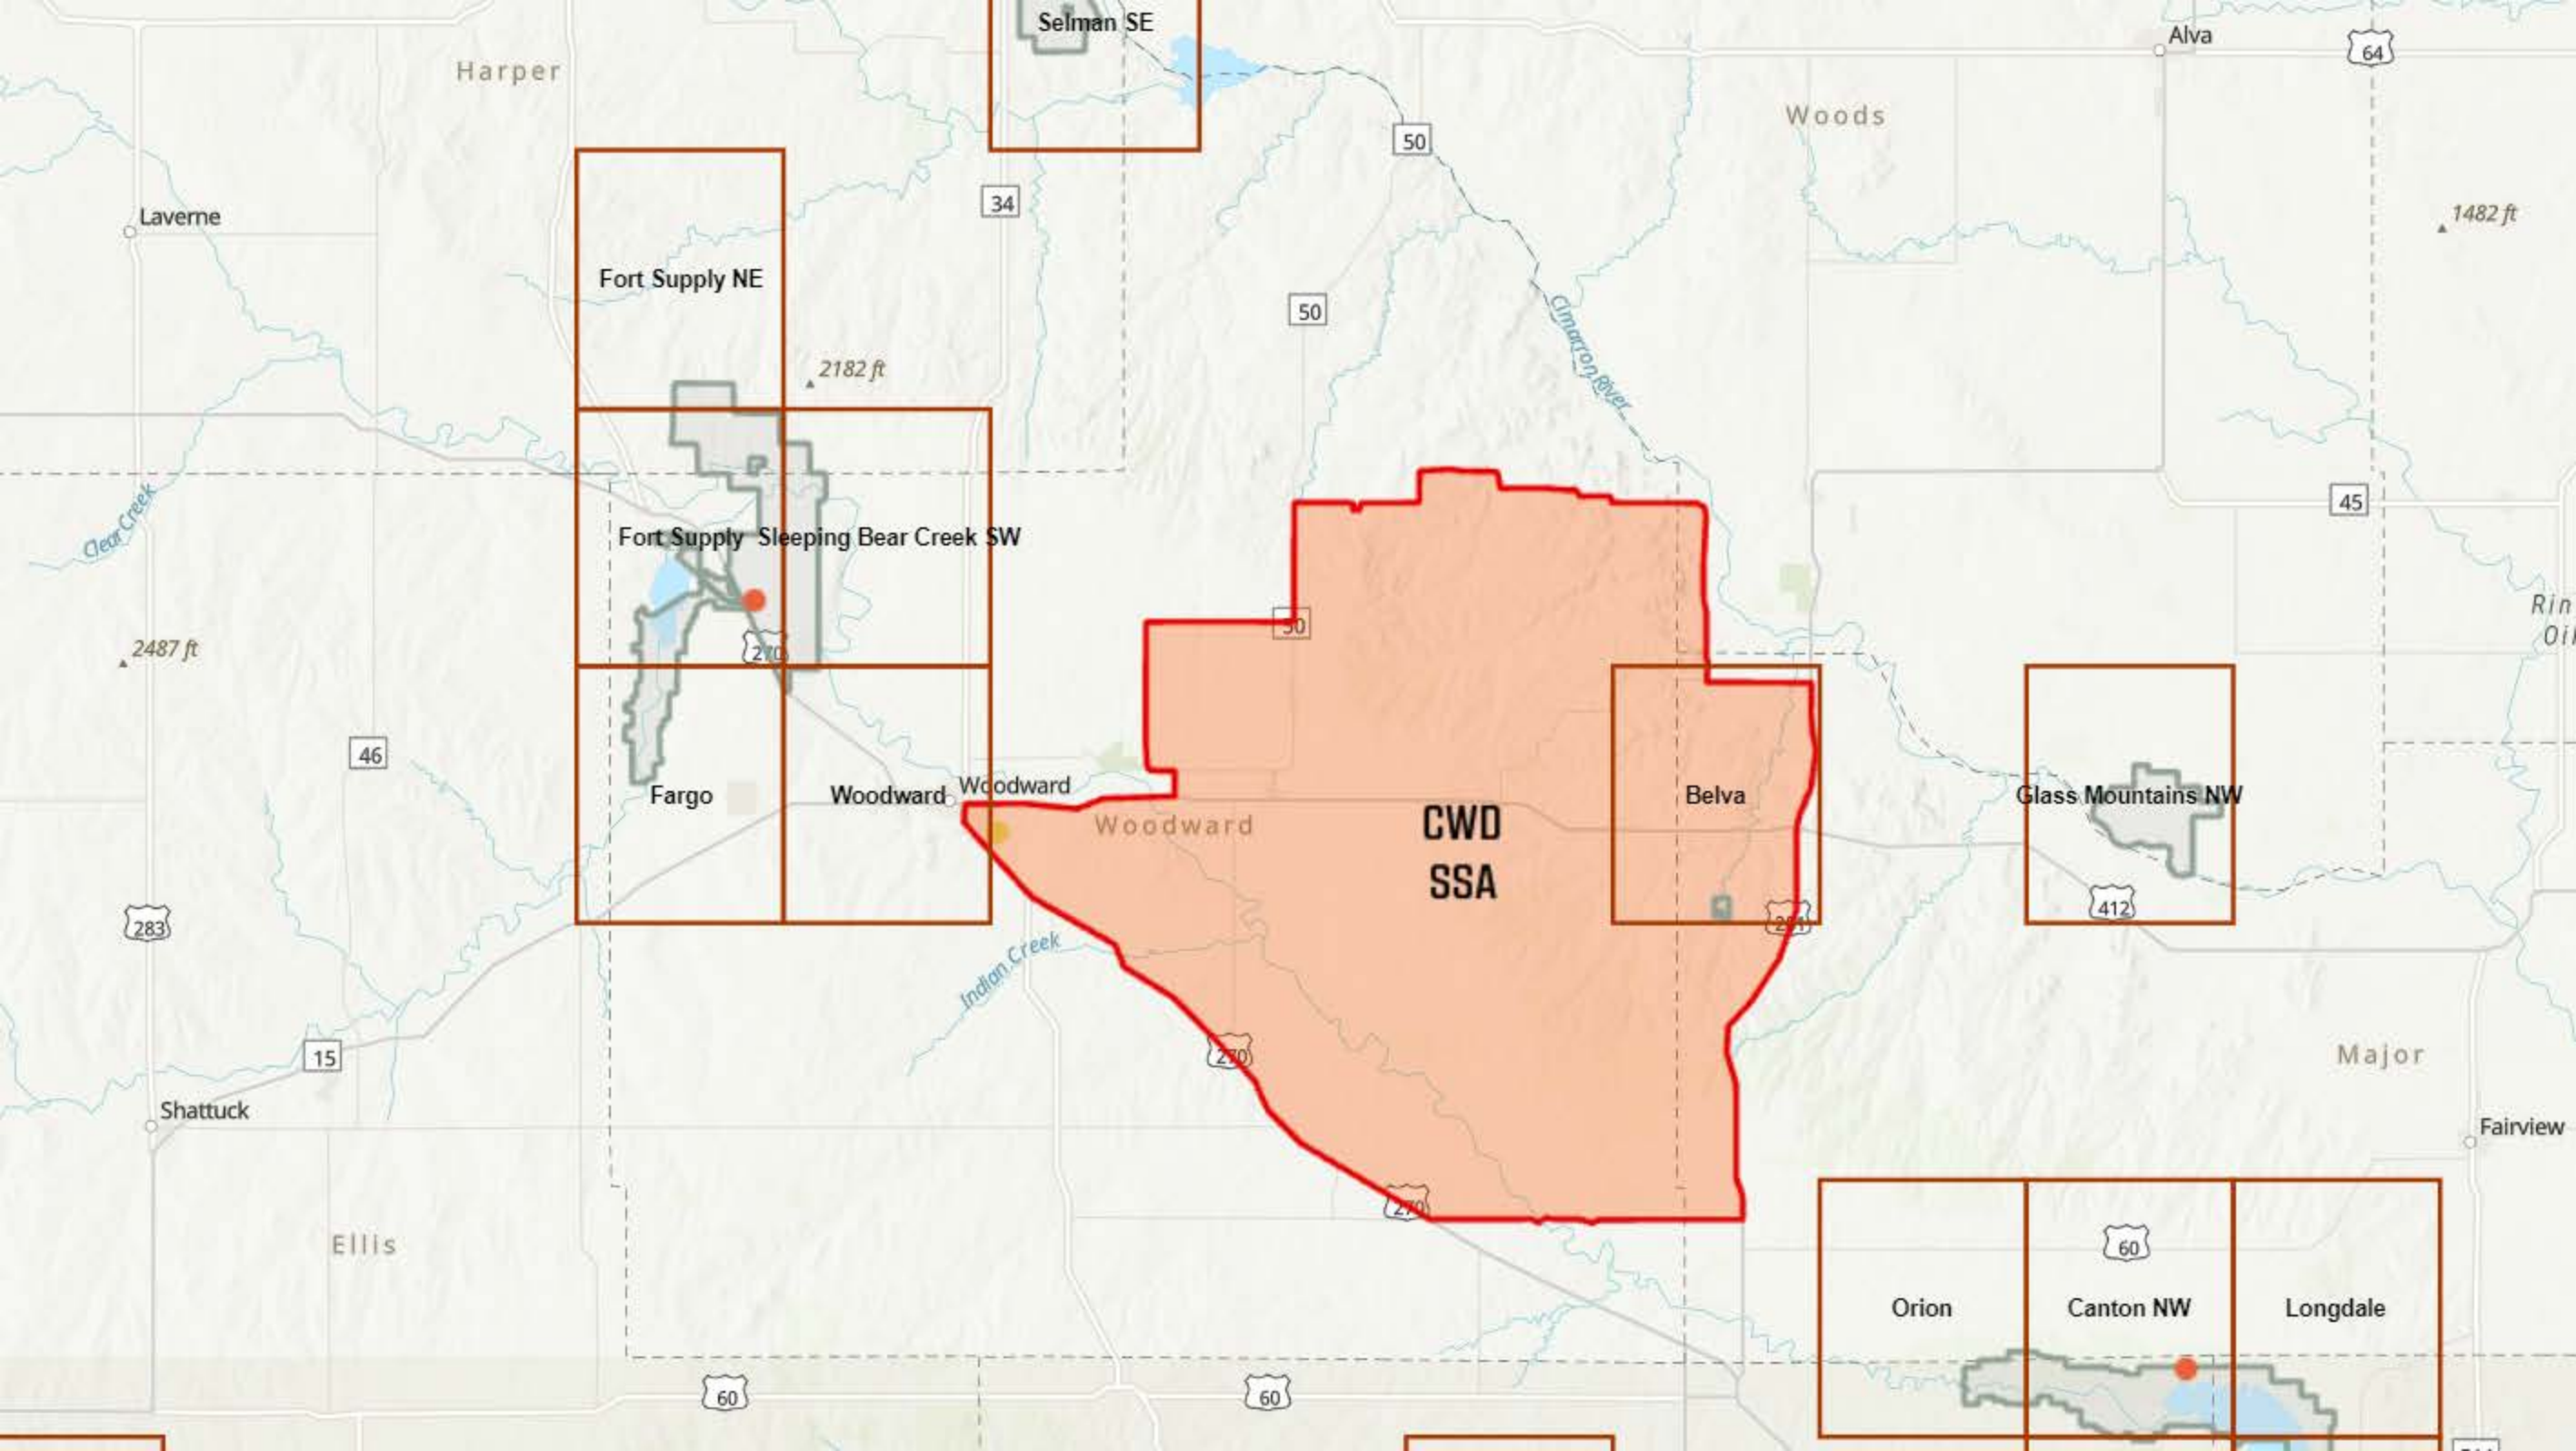 Selman SE
Alva
64
Harper
Woods
50
34
Laverne
1482 ft
Fort Supply NE
50
Cimarron River
2182 ft
45
Clear Creek
Fort Supply
Sleeping Bear Creek SW
50
2487 ft
270
46
Woodward
Fargo
Woodward
Belva
Glass Mountains NW
Woodward
CWD
SSA
283
412
281
Indian Creek
270
15
Major
Shattuck
Fairview
270
Ellis
60
Orion
Canton NW
Longdale
60
60